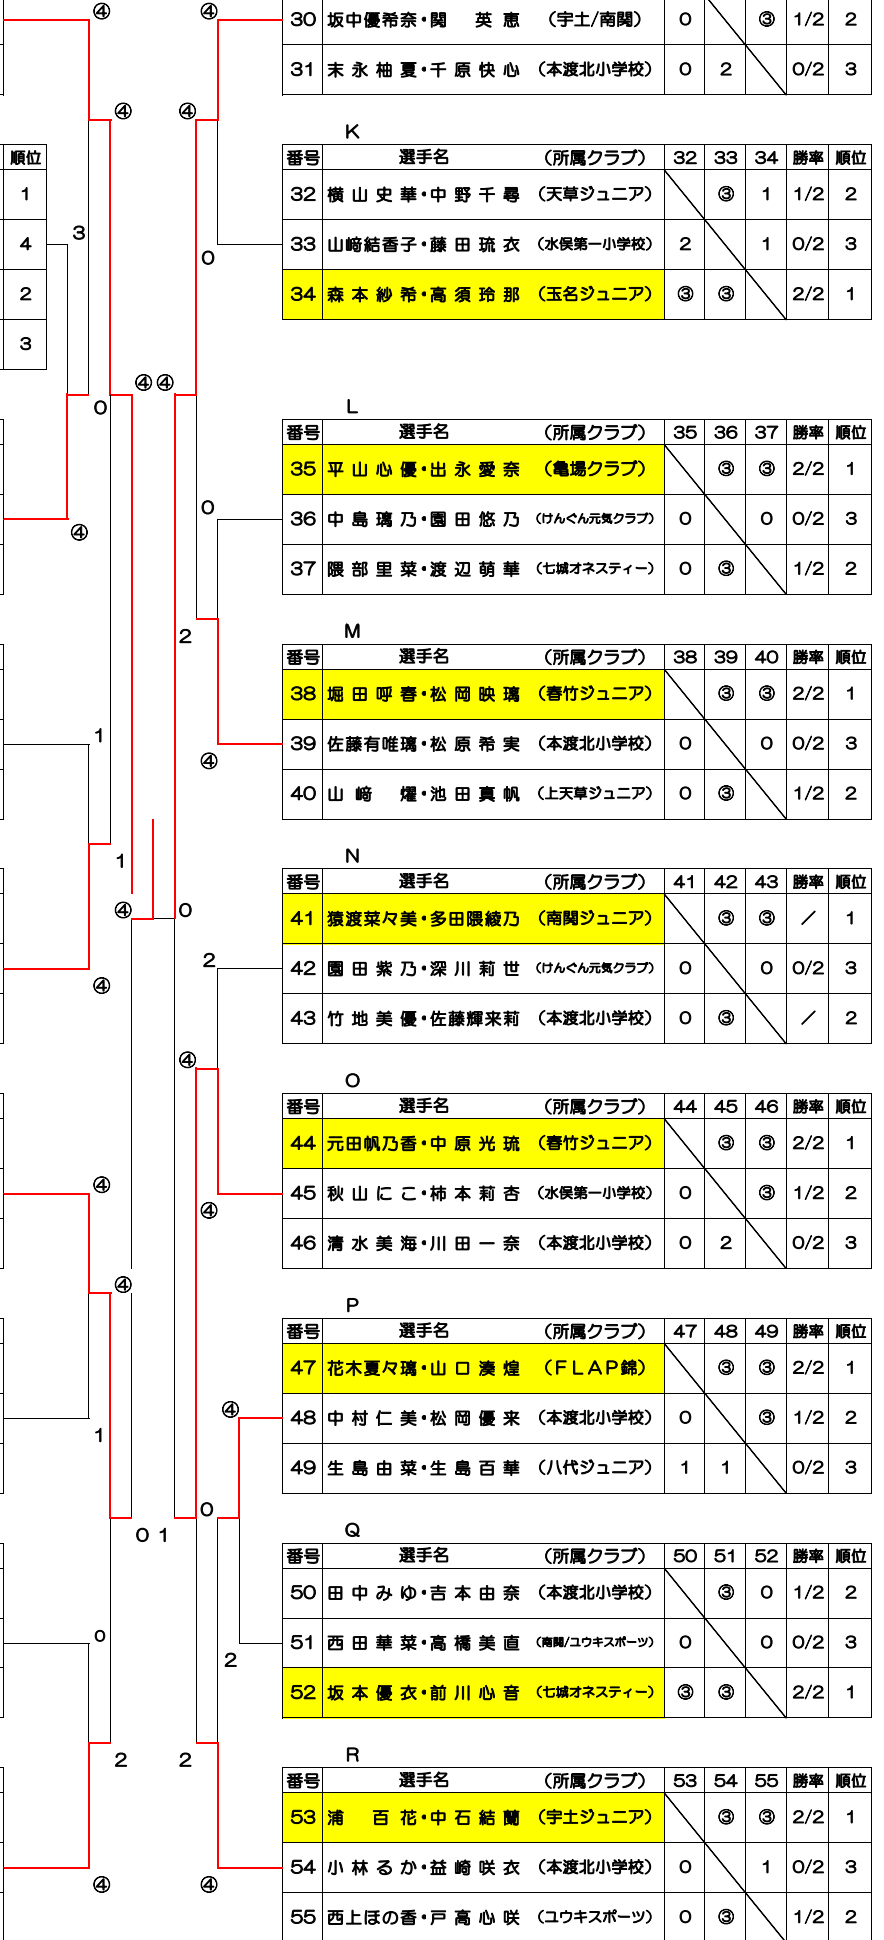 ④ ④ 30 坂中優希奈・関 英恵 (宇土/南関) 0 ③ 1/2 2
31 末永柚夏・千原快心 (本渡北小学校) 0 2 0/2 3
④ ④
K
順位 番号 選手名 (所属クラブ) 32 33 34 勝率 順位
1 32 横山史華・中野千尋 (天草ジュニア) ③ 1 1/2 2
3
4 0 33 山﨑結香子・藤田琉衣 (水俣第一小学校) 2 1 0/2 3
2 34 森本紗希・高須玲那 (玉名ジュニア) ③ ③ 2/2 1
3
④ ④
0 L
番号 選手名 (所属クラブ) 35 36 37 勝率 順位
35 平山心優・出永愛奈 (亀場クラブ) ③ ③ 2/2 1
0
④ 36 中島璃乃・園田悠乃 (けんぐん元気クラブ) 0 0 0/2 3
37 隈部里菜・渡辺萌華 (七城オネスティー) 0 ③ 1/2 2
2 M
番号 選手名 (所属クラブ) 38 39 40 勝率 順位
38 堀田呼春・松岡映璃 (春竹ジュニア) ③ ③ 2/2 1
1 ④ 39 佐藤有唯璃・松原希実 (本渡北小学校) 0 0 0/2 3
40 山﨑 燿・池田真帆 (上天草ジュニア) 0 ③ 1/2 2
1 N
番号 選手名 (所属クラブ) 41 42 43 勝率 順位
④ 0 41 猿渡菜々美・多田隈綾乃 (南関ジュニア) ③ ③ / 1
④ 2 42 園田紫乃・深川莉世 (けんぐん元気クラブ) 0 0 0/2 3
43 竹地美優・佐藤輝来莉 (本渡北小学校) 0 ③ / 2
④
O
番号 選手名 (所属クラブ) 44 45 46 勝率 順位
44 元田帆乃香・中原光琉 (春竹ジュニア) ③ ③ 2/2 1
④ ④ 45 秋山にこ・柿本莉杏 (水俣第一小学校) 0 ③ 1/2 2
46 清水美海・川田一奈 (本渡北小学校) 0 2 0/2 3
④
P
番号 選手名 (所属クラブ) 47 48 49 勝率 順位
47 花木夏々璃・山口湊煌 (FLAP錦) ③ ③ 2/2 1
1 ④ 48 中村仁美・松岡優来 (本渡北小学校) 0 ③ 1/2 2
49 生島由菜・生島百華 (八代ジュニア) 1 1 0/2 3
0
0 1 Q
番号 選手名 (所属クラブ) 50 51 52 勝率 順位
50 田中みゆ・吉本由奈 (本渡北小学校) ③ 0 1/2 2
0 2 51 西田華菜・高橋美直 (南関/ユウキスポーツ) 0 0 0/2 3
52 坂本優衣・前川心音 (七城オネスティー) ③ ③ 2/2 1
2 2 R
番号 選手名 (所属クラブ) 53 54 55 勝率 順位
53 浦 百花・中石結蘭 (宇土ジュニア) ③ ③ 2/2 1
④ ④ 54 小林るか・益崎咲衣 (本渡北小学校) 0 1 0/2 3
55 西上ほの香・戸高心咲 (ユウキスポーツ) 0 ③ 1/2 2